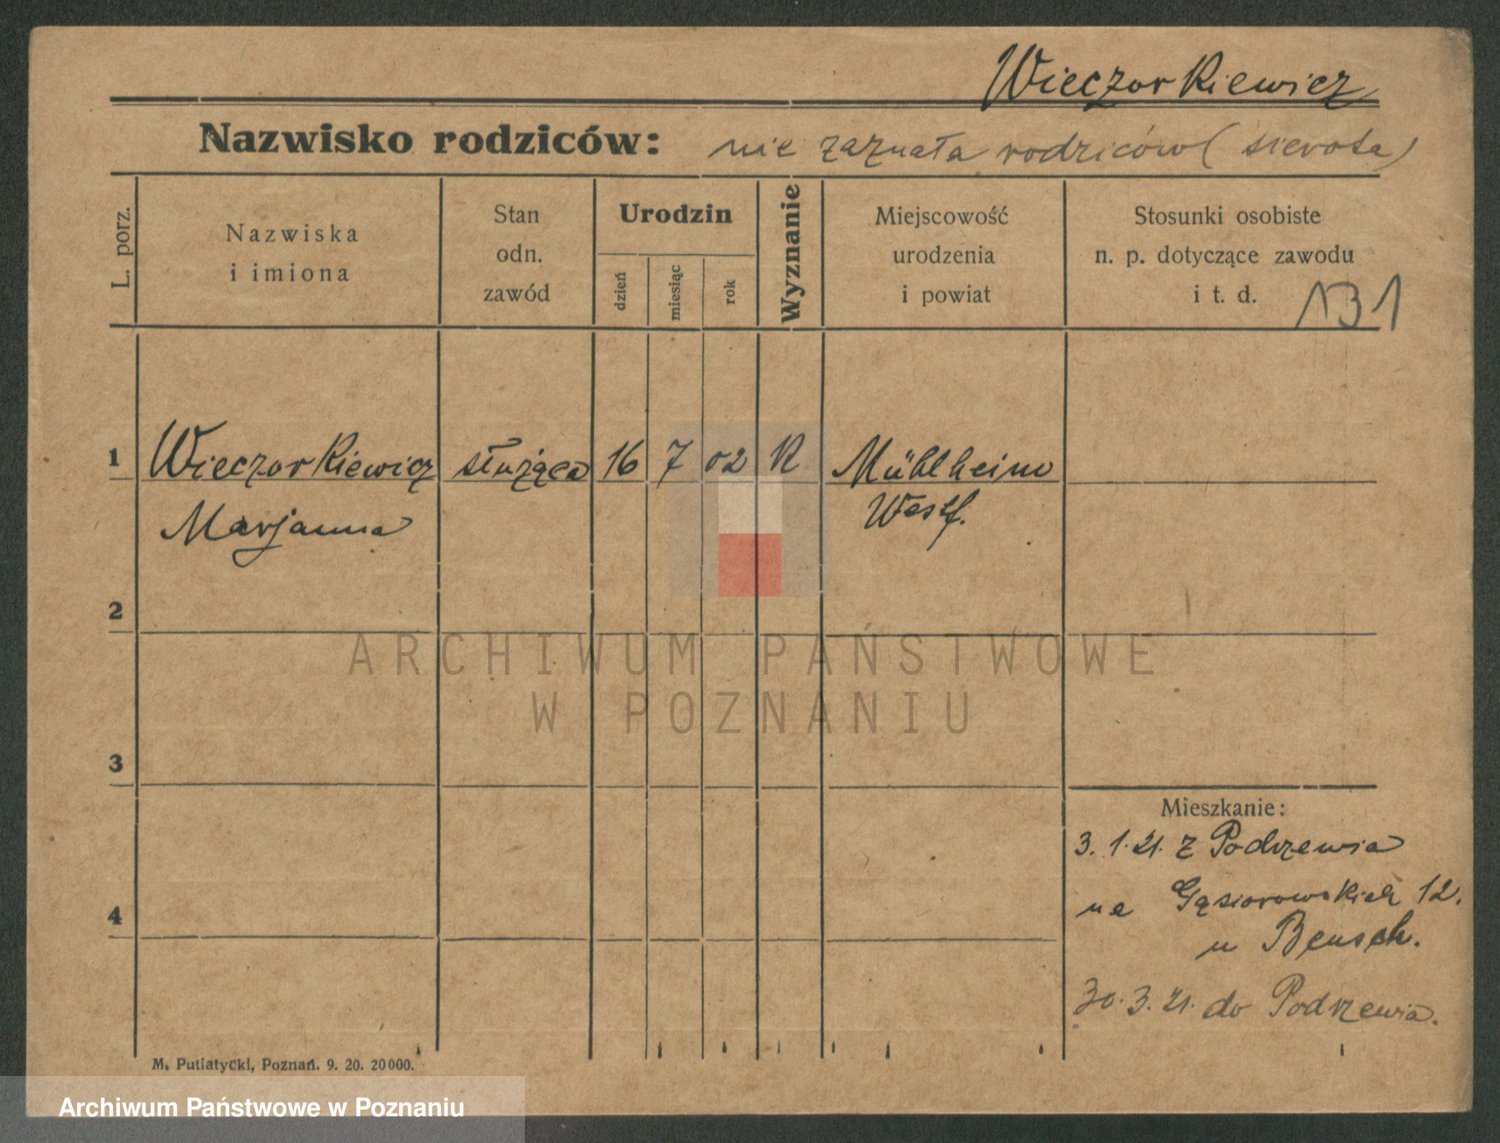 Wieczorkiewicz
Nazwisko rodziców: nie zaznała rodziców (sierota)
L. porz.
Nazwiska
i imiona
Stan
odn.
zawód
Urodzin
dzień
miesiąc
rok
Wyznanie
Miejscowość
urodzenia
i powiat
Stosunki osobiste
n. p. dotyczące zawodu
i t. d.
131
1 Wieczorkiewicz służąca 16 7 02 K Mühlheim
Marjanna Westf.
2
ARCHIWUM PAŃSTWOWE
W POZNANIU
3
Mieszkanie:
3. 1. 21. z Podrzewia
na Gąsiorowskich 12.
u Bensch.
4
30. 3. 21. do Podrzewia.
M. Putiatycki, Poznań. 9. 20. 20000.
Archiwum Państwowe w Poznaniu